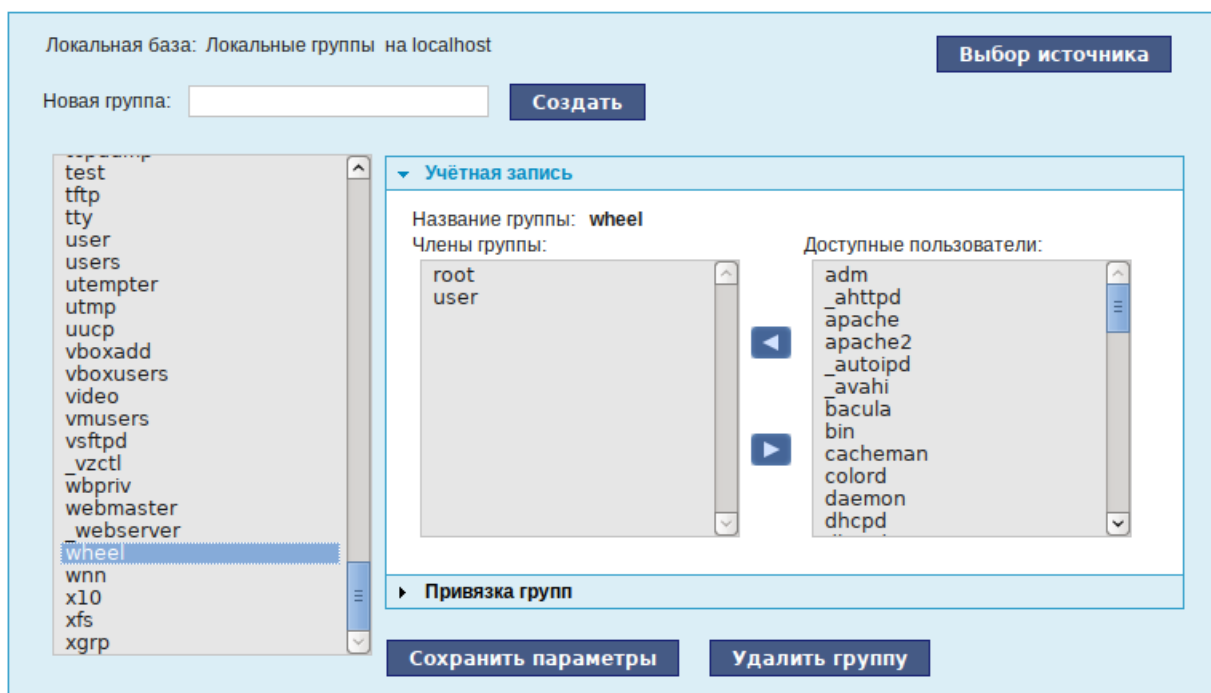 Локальная база: Локальные группы на localhost
Выбор источника
Новая группа:
Создать
test
tftp
tty
user
users
utempter
utmp
uucp
vboxadd
vboxusers
video
vmusers
vsftpd
_vzctl
wbpriv
webmaster
_webserver
wheel
wnn
x10
xfs
xgrp
Учётная запись
Название группы: wheel
Члены группы:
root
user
Доступные пользователи:
adm
_ahttpd
apache
apache2
_autoipd
_avahi
bacula
bin
cacheman
colord
daemon
dhcpd
Привязка групп
Сохранить параметры
Удалить группу